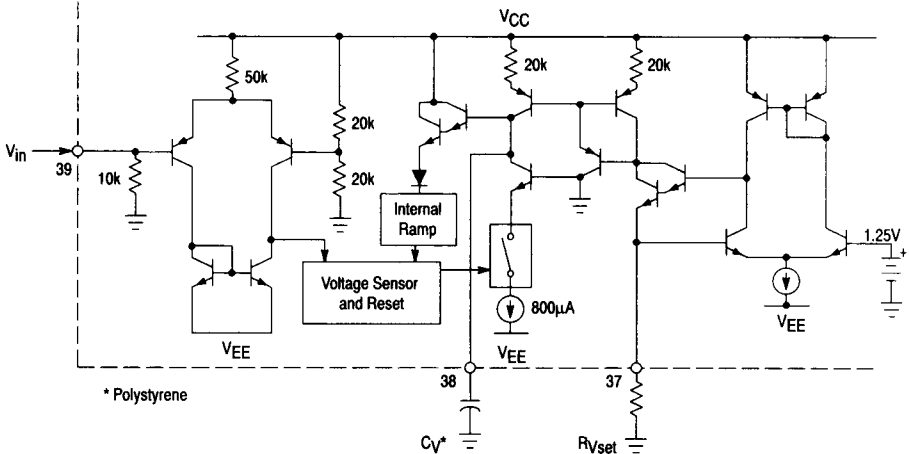 VCC
50k
20k
20k
20k
20k
Vin
39
10k
Internal
Ramp
1.25V
+
Voltage Sensor
and Reset
800µA
VEE
VEE
VEE
* Polystyrene
38
37
CV*
RVset